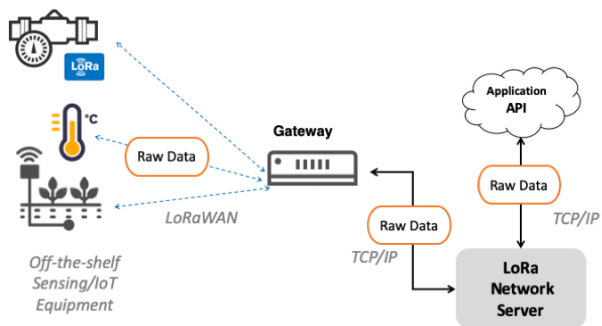 LoRa
°C
Raw Data
LoRaWAN
Off-the-shelf
Sensing/IoT
Equipment
Gateway
Raw Data
TCP/IP
Application
API
Raw Data
TCP/IP
LoRa
Network
Server